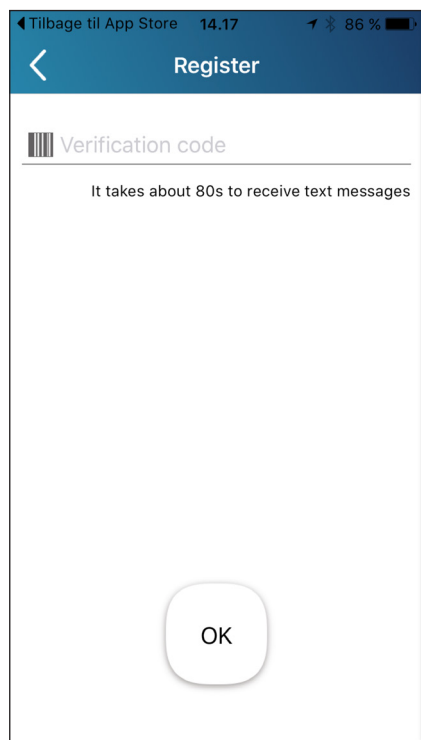 Tilbage til App Store 14.17 86 %
Register
Verification code
It takes about 80s to receive text messages
OK